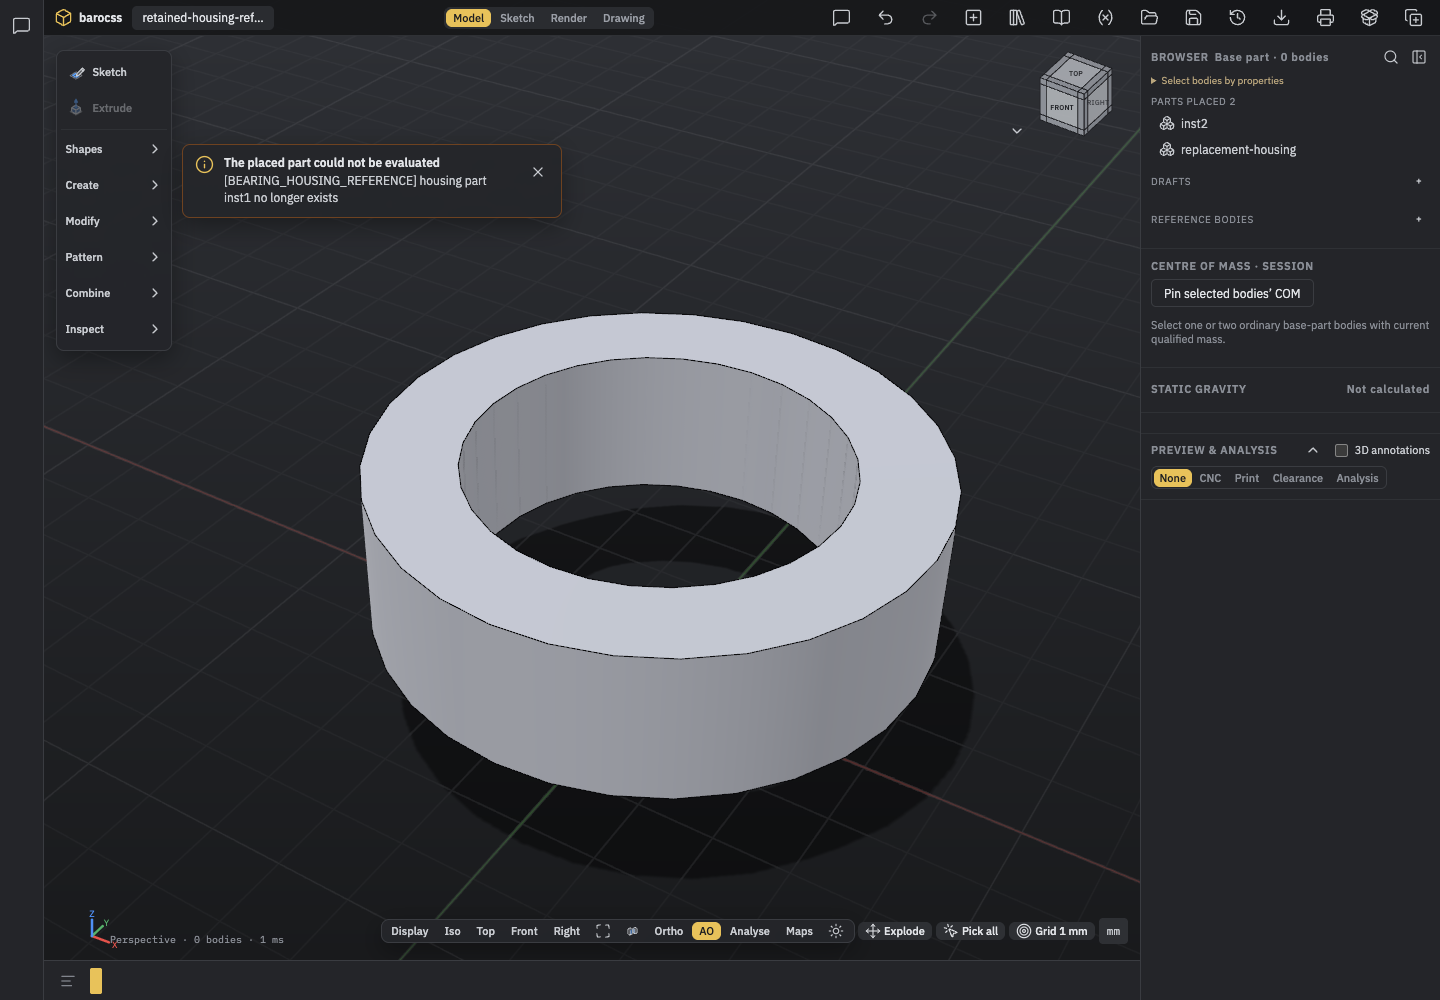 barocss
retained-housing-ref...
Model
Sketch
Render
Drawing
Sketch
Extrude
Shapes
Create
Modify
Pattern
Combine
Inspect
The placed part could not be evaluated
[BEARING_HOUSING_REFERENCE] housing part
inst1 no longer exists
TOP
FRONT
RIGHT
BROWSER Base part · 0 bodies
Select bodies by properties
PARTS PLACED 2
inst2
replacement-housing
DRAFTS
+
REFERENCE BODIES
+
CENTRE OF MASS · SESSION
Pin selected bodies’ COM
Select one or two ordinary base-part bodies with current
qualified mass.
STATIC GRAVITY
Not calculated
PREVIEW & ANALYSIS
3D annotations
None
CNC
Print
Clearance
Analysis
Z
Y
X
Perspective · 0 bodies · 1 ms
Display
Iso
Top
Front
Right
Ortho
AO
Analyse
Maps
Explode
Pick all
Grid 1 mm
mm